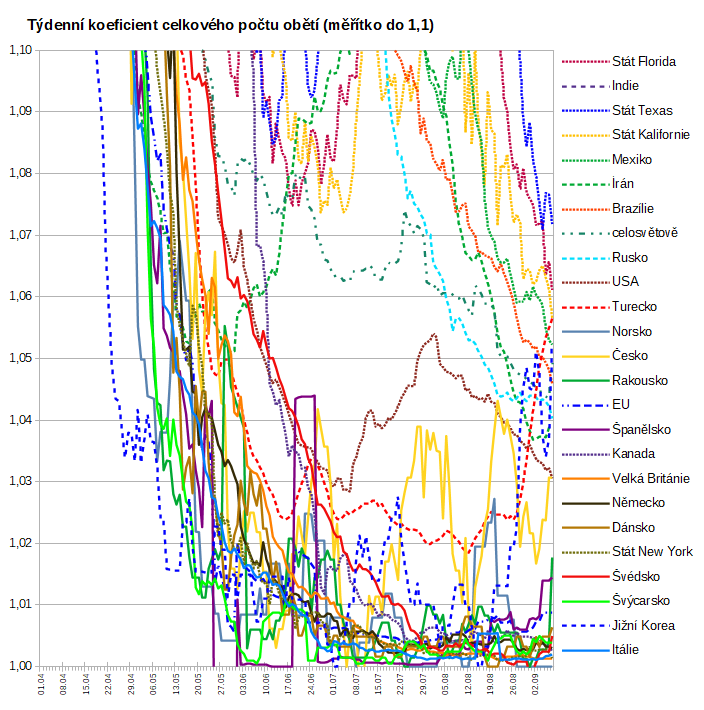 Týdenní koeficient celkového počtu obětí (měřítko do 1,1)
1,10
1,09
1,08
1,07
1,06
1,05
1,04
1,03
1,02
1,01
1,00
01.04
08.04
15.04
22.04
29.04
06.05
13.05
20.05
27.05
03.06
10.06
17.06
24.06
01.07
08.07
15.07
22.07
29.07
05.08
12.08
19.08
26.08
02.09
Stát Florida
Indie
Stát Texas
Stát Kalifornie
Mexiko
Írán
Brazílie
celosvětově
Rusko
USA
Turecko
Norsko
Česko
Rakousko
EU
Španělsko
Kanada
Velká Británie
Německo
Dánsko
Stát New York
Švédsko
Švýcarsko
Jižní Korea
Itálie